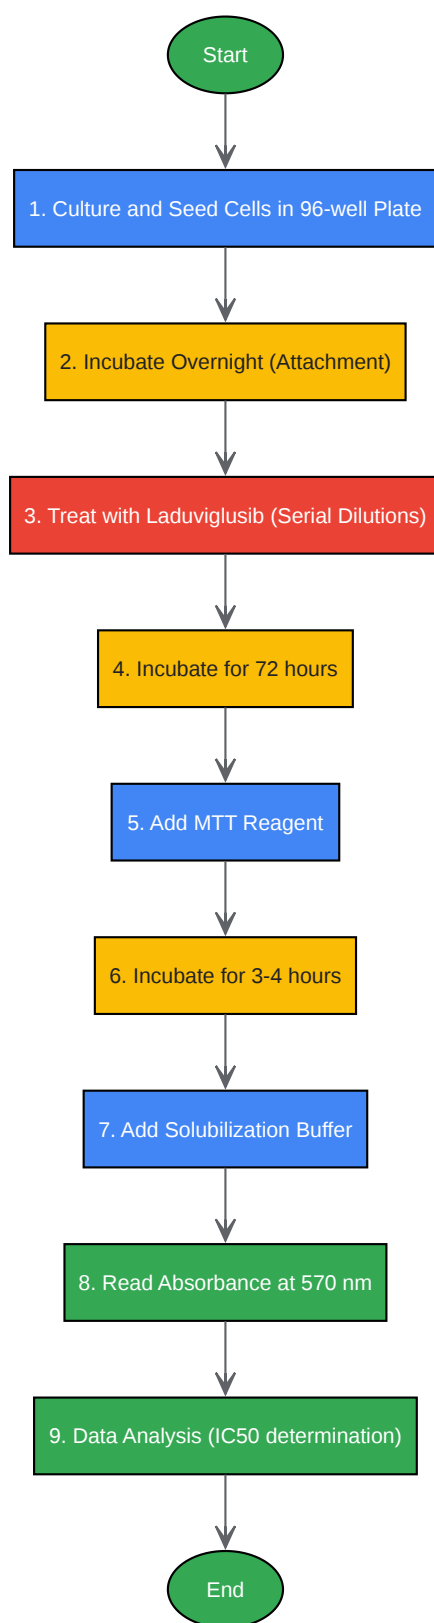 Start
1. Culture and Seed Cells in 96-well Plate
2. Incubate Overnight (Attachment)
3. Treat with Laduviglusib (Serial Dilutions)
4. Incubate for 72 hours
5. Add MTT Reagent
6. Incubate for 3-4 hours
7. Add Solubilization Buffer
8. Read Absorbance at 570 nm
9. Data Analysis (IC50 determination)
End